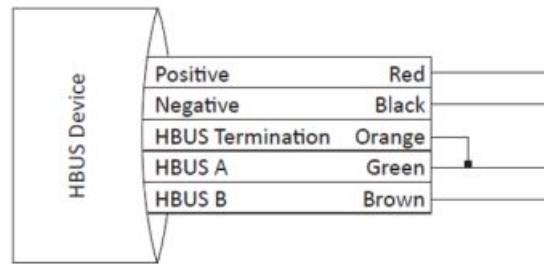 HBUS Device
Positive Red
Negative Black
HBUS Termination Orange
HBUS A Green
HBUS B Brown